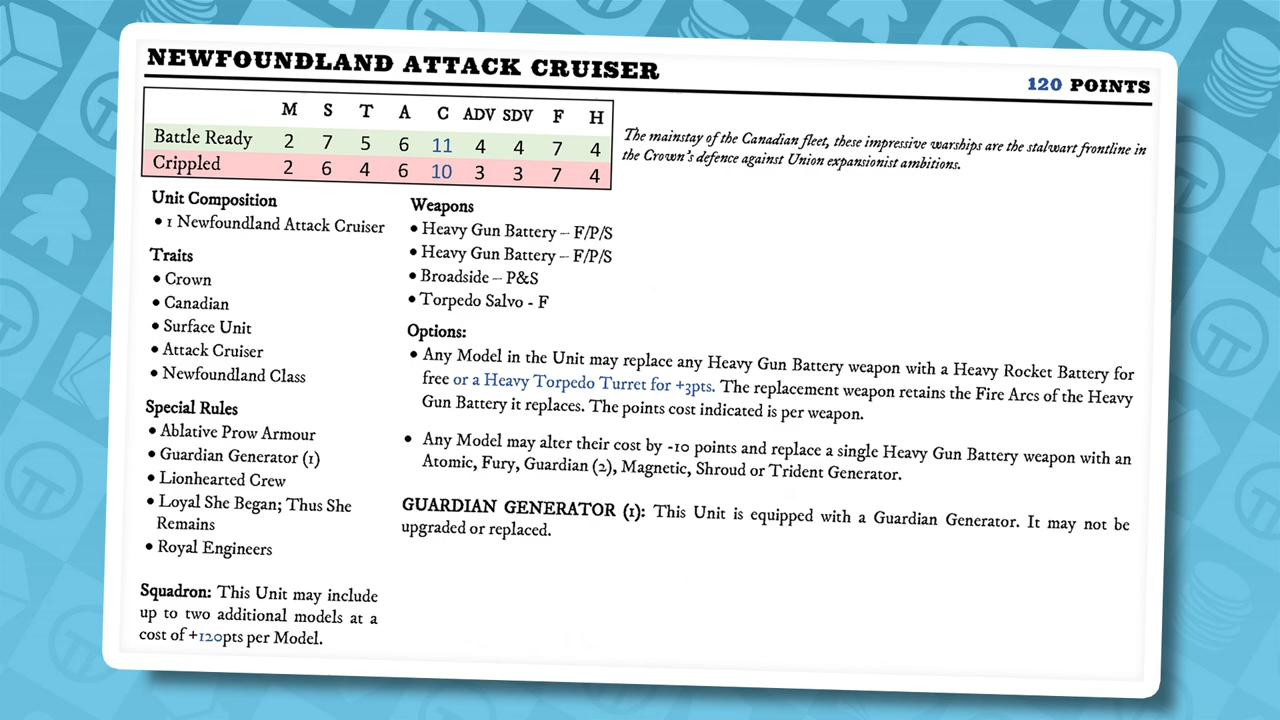 NEWFOUNDLAND ATTACK CRUISER
120 POINTS
M S T A C ADV SDV F H
Battle Ready 2 7 5 6 11 4 4 7 4
Crippled 2 6 4 6 10 3 3 7 4
The mainstay of the Canadian fleet, these impressive warships are the stalwart frontline in
the Crown's defence against Union expansionist ambitions.
Unit Composition
• 1 Newfoundland Attack Cruiser
Traits
• Crown
• Canadian
• Surface Unit
• Attack Cruiser
• Newfoundland Class
Special Rules
• Ablative Prow Armour
• Guardian Generator (1)
• Lionhearted Crew
• Loyal She Began; Thus She
Remains
• Royal Engineers
Squadron: This Unit may include
up to two additional models at a
cost of +120pts per Model.
Weapons
• Heavy Gun Battery – F/P/S
• Heavy Gun Battery – F/P/S
• Broadside – P&S
• Torpedo Salvo - F
Options:
• Any Model in the Unit may replace any Heavy Gun Battery weapon with a Heavy Rocket Battery for
free or a Heavy Torpedo Turret for +3pts. The replacement weapon retains the Fire Arcs of the Heavy
Gun Battery it replaces. The points cost indicated is per weapon.
• Any Model may alter their cost by -10 points and replace a single Heavy Gun Battery weapon with an
Atomic, Fury, Guardian (2), Magnetic, Shroud or Trident Generator.
GUARDIAN GENERATOR (1): This Unit is equipped with a Guardian Generator. It may not be
upgraded or replaced.